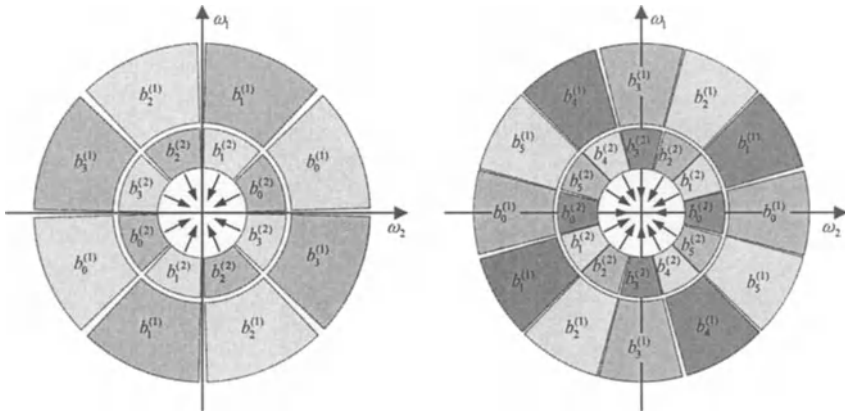 ω₁
b₂⁽¹⁾ b₁⁽¹⁾
b₂⁽²⁾ b₁⁽²⁾
b₃⁽¹⁾ b₀⁽¹⁾
b₃⁽²⁾ b₀⁽²⁾
ω₂
b₀⁽²⁾ b₃⁽²⁾
b₀⁽¹⁾ b₃⁽¹⁾
b₁⁽²⁾ b₂⁽²⁾
b₁⁽¹⁾ b₂⁽¹⁾
ω₁
b₃⁽¹⁾
b₄⁽¹⁾ b₂⁽¹⁾
b₅⁽¹⁾ b₁⁽¹⁾
b₄⁽²⁾ b₃⁽²⁾ b₂⁽²⁾
b₅⁽²⁾ b₁⁽²⁾
b₀⁽¹⁾ b₀⁽²⁾ b₀⁽²⁾ b₀⁽¹⁾
ω₂
b₁⁽²⁾ b₅⁽²⁾
b₂⁽²⁾ b₃⁽²⁾ b₄⁽²⁾
b₁⁽¹⁾ b₅⁽¹⁾
b₂⁽¹⁾ b₄⁽¹⁾
b₃⁽¹⁾